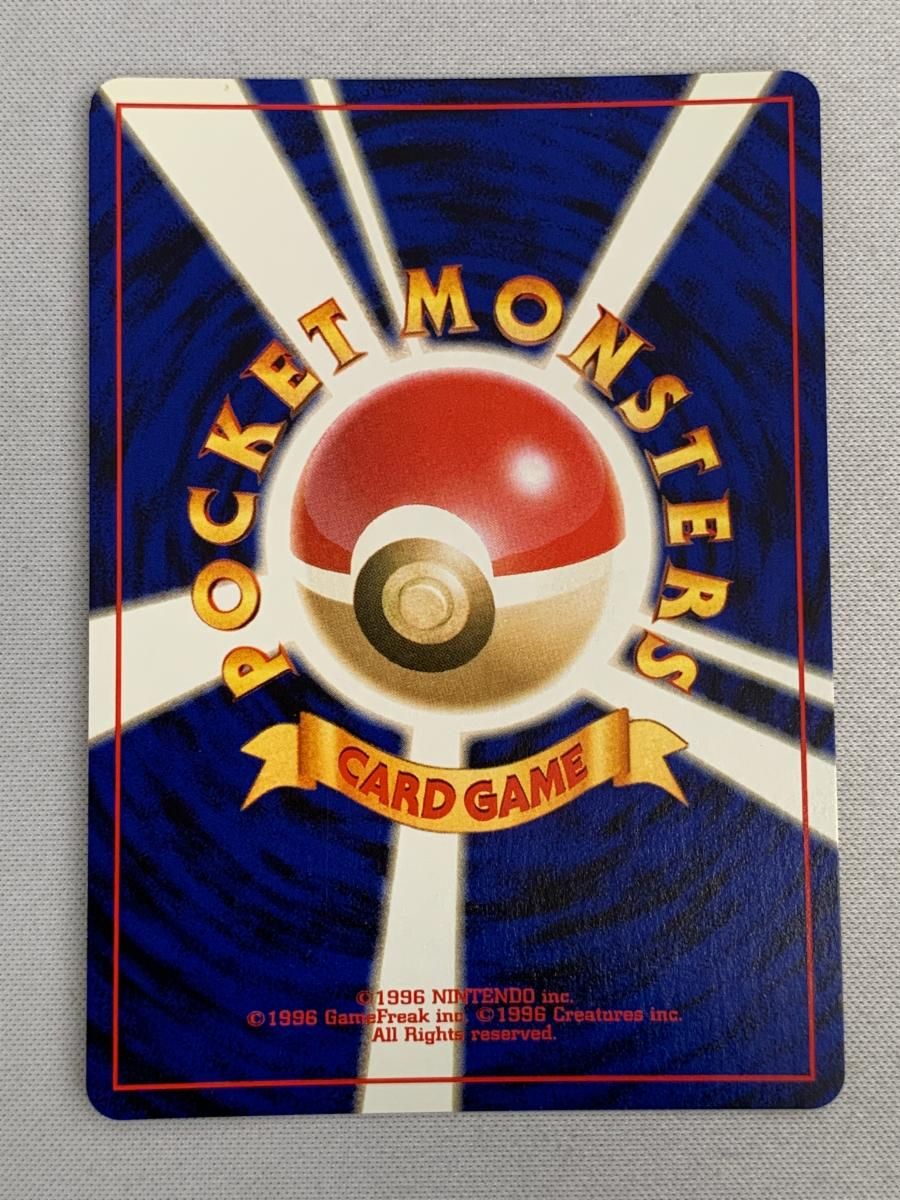 POCKET MONSTERS
CARD GAME
©1996 NINTENDO inc.
©1996 GameFreak inc. ©1996 Creatures inc.
All Rights reserved.